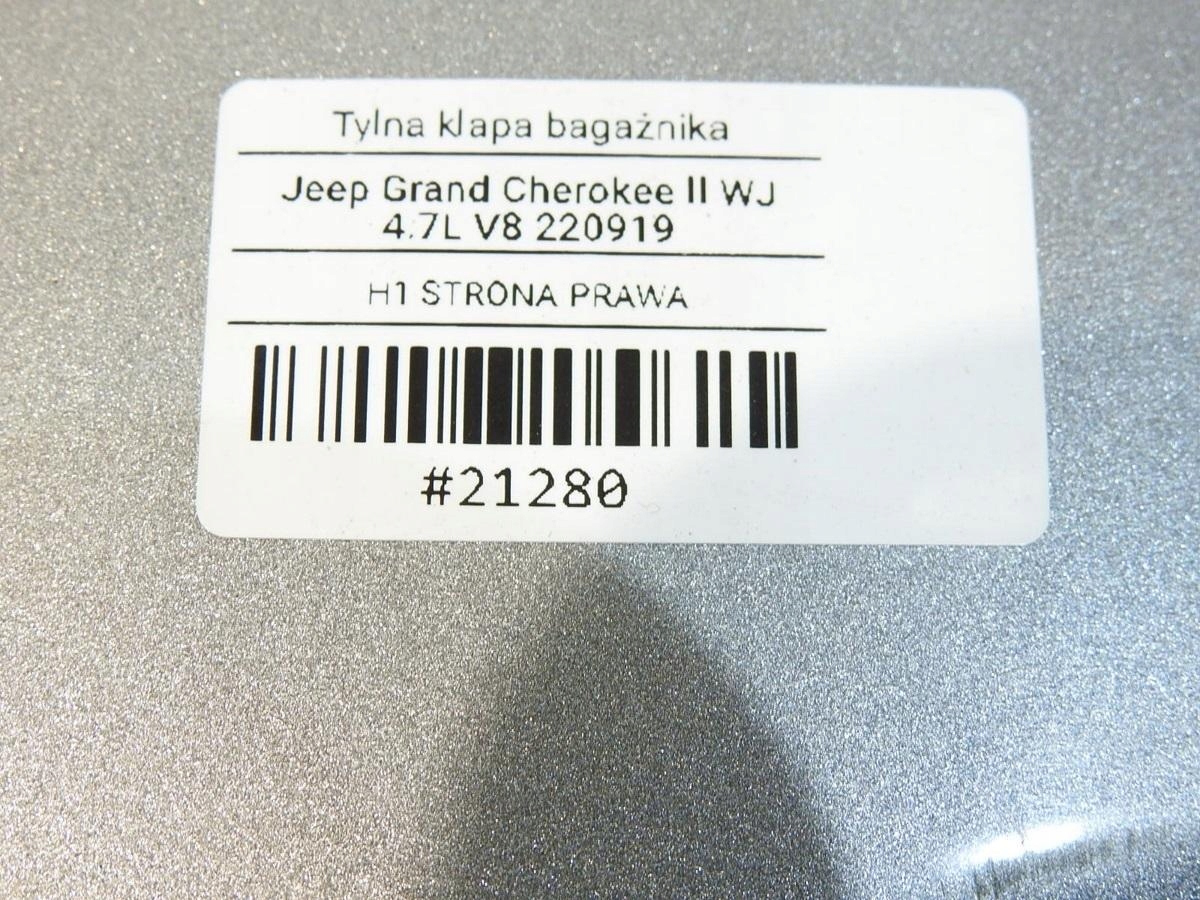 Tylna klapa bagażnika
Jeep Grand Cherokee II WJ
4.7L V8 220919
H1 STRONA PRAWA
#21280